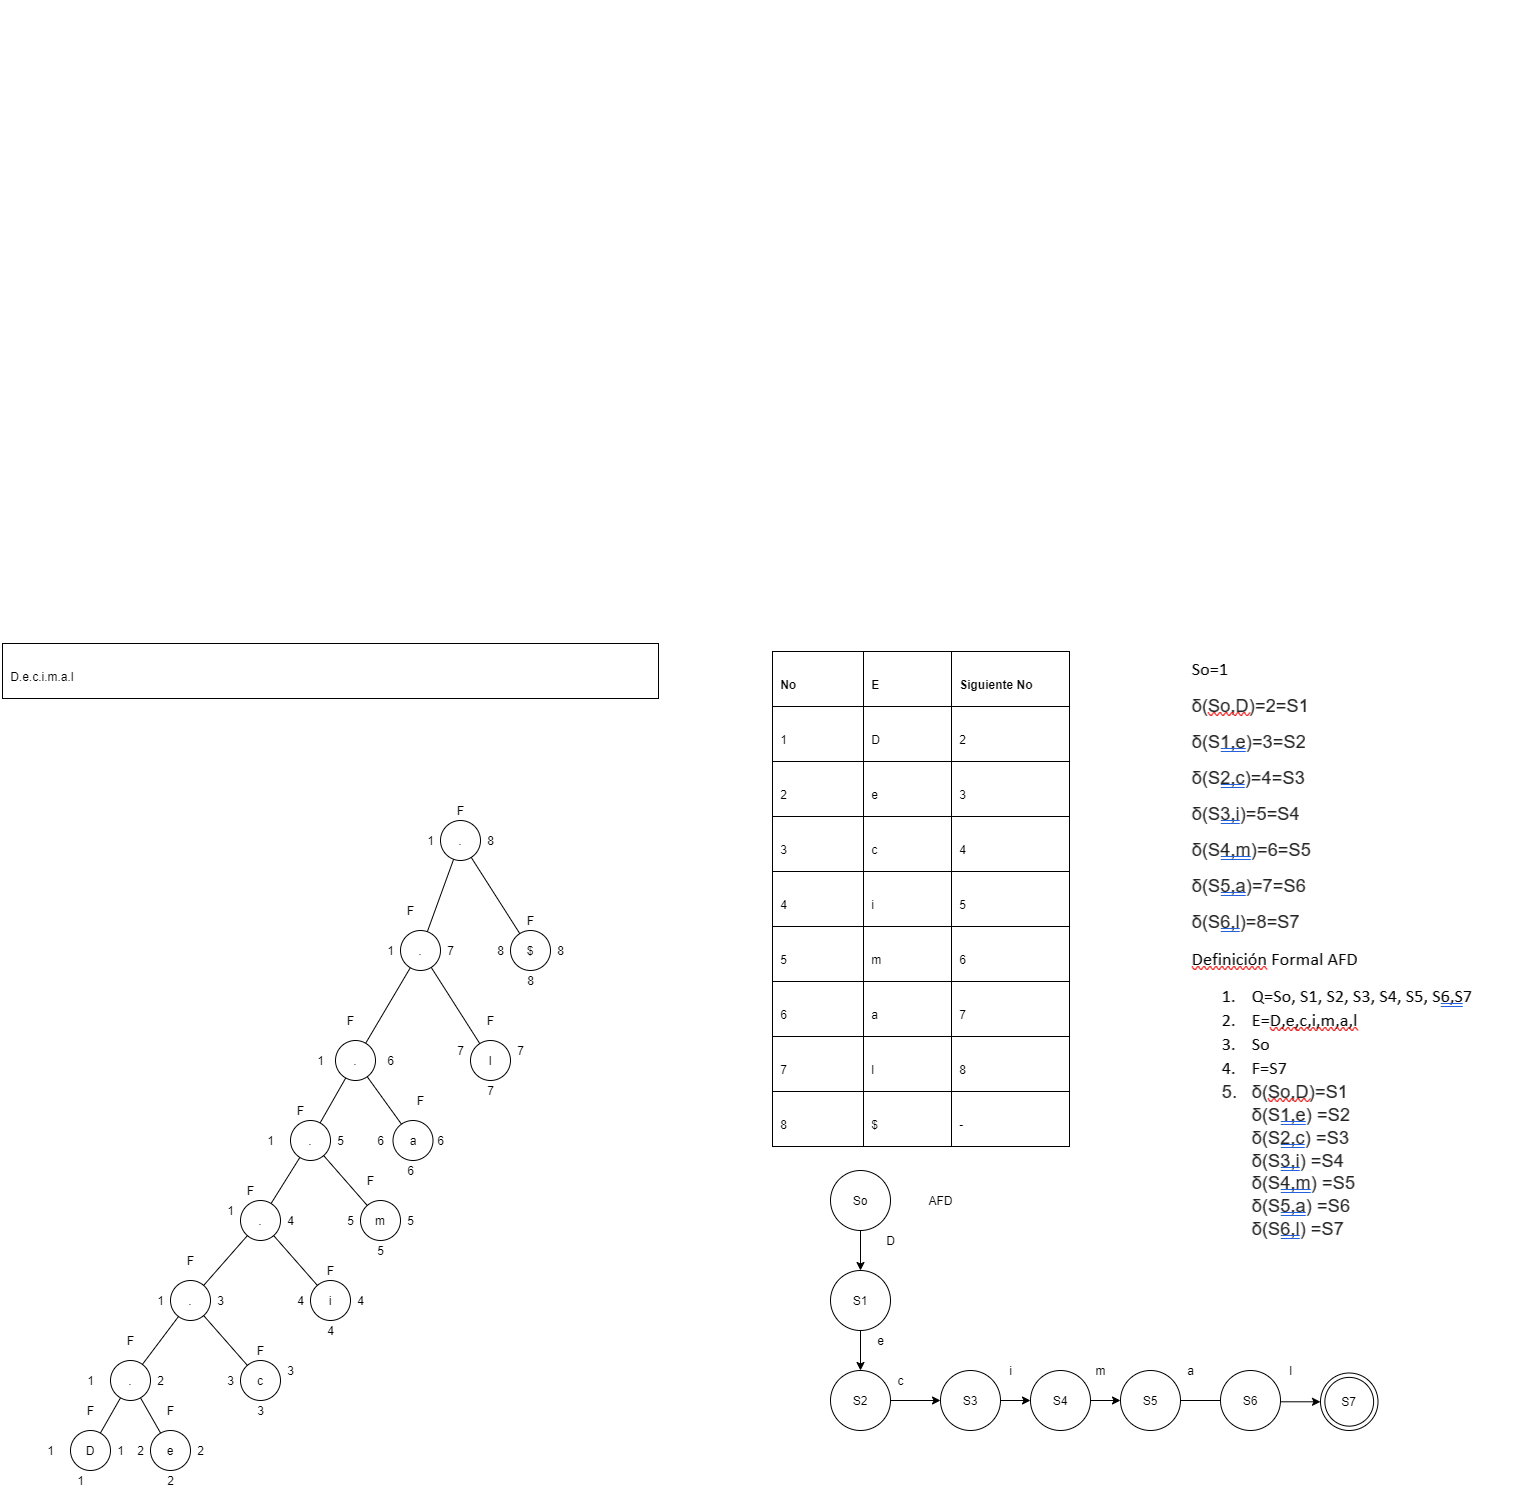 D.e.c.i.m.a.l
F
1 . 8
F
1 . 7
F
8 $ 8
8
F
1 . 6
F
7 l 7
7
F
1 . 5
F
6 a 6
6
F
1 . 4
F
5 m 5
5
F
1 . 3
F
4 i 4
4
F
1 . 2
F
3 c 3
3
F
1 D 1
1
F
2 e 2
2
No E Siguiente No
1 D 2
2 e 3
3 c 4
4 i 5
5 m 6
6 a 7
7 l 8
8 $ -
So AFD
D
S1
e
S2 c S3 i S4 m S5 a S6 l S7
So=1
δ(So,D)=2=S1
δ(S1,e)=3=S2
δ(S2,c)=4=S3
δ(S3,i)=5=S4
δ(S4,m)=6=S5
δ(S5,a)=7=S6
δ(S6,l)=8=S7
Definición Formal AFD
1. Q=So, S1, S2, S3, S4, S5, S6,S7
2. E=D,e,c,i,m,a,l
3. So
4. F=S7
5. δ(So,D)=S1
δ(S1,e) =S2
δ(S2,c) =S3
δ(S3,i) =S4
δ(S4,m) =S5
δ(S5,a) =S6
δ(S6,l) =S7